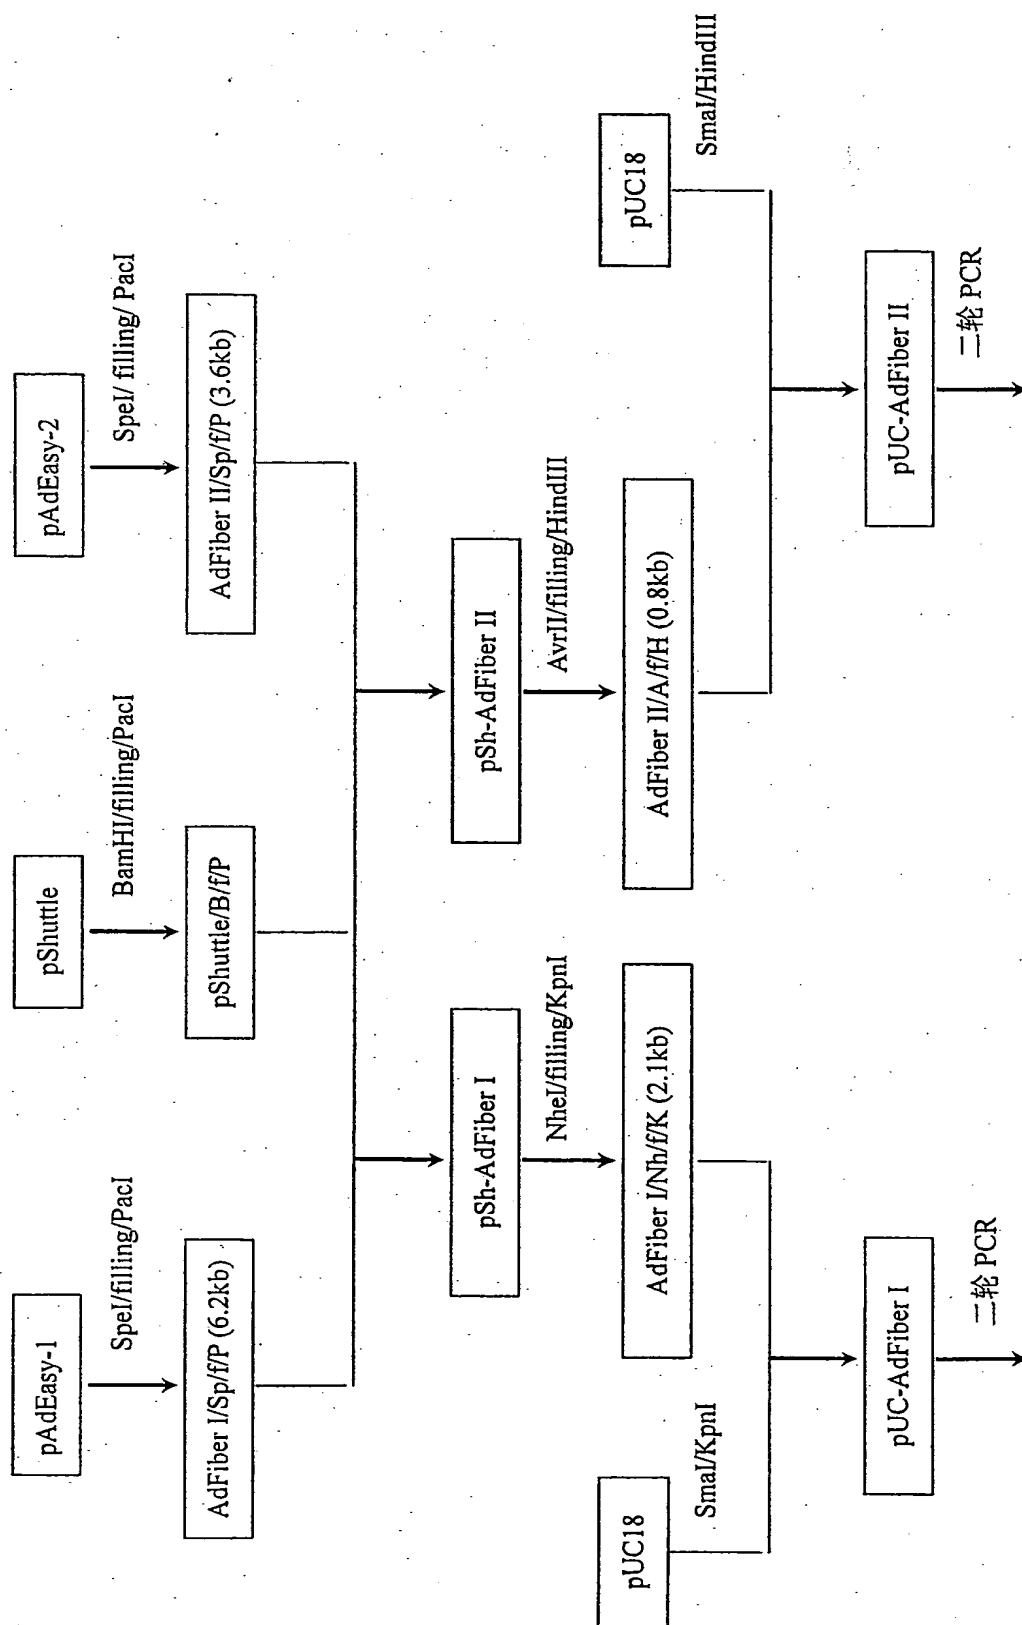 pAdEasy-1
pShuttle
pAdEasy-2
SpeI/filling/PacI
BamHI/filling/PacI
SpeI/ filling/ PacI
AdFiber I/Sp/f/P (6.2kb)
pShuttle/B/f/P
AdFiber II/Sp/f/P (3.6kb)
pSh-AdFiber I
pSh-AdFiber II
NheI/filling/KpnI
AvrII/filling/HindIII
pUC18
AdFiber I/Nh/f/K (2.1kb)
AdFiber II/A/f/H (0.8kb)
pUC18
SmaI/KpnI
SmaI/HindIII
pUC-AdFiber I
pUC-AdFiber II
二轮 PCR
二轮 PCR